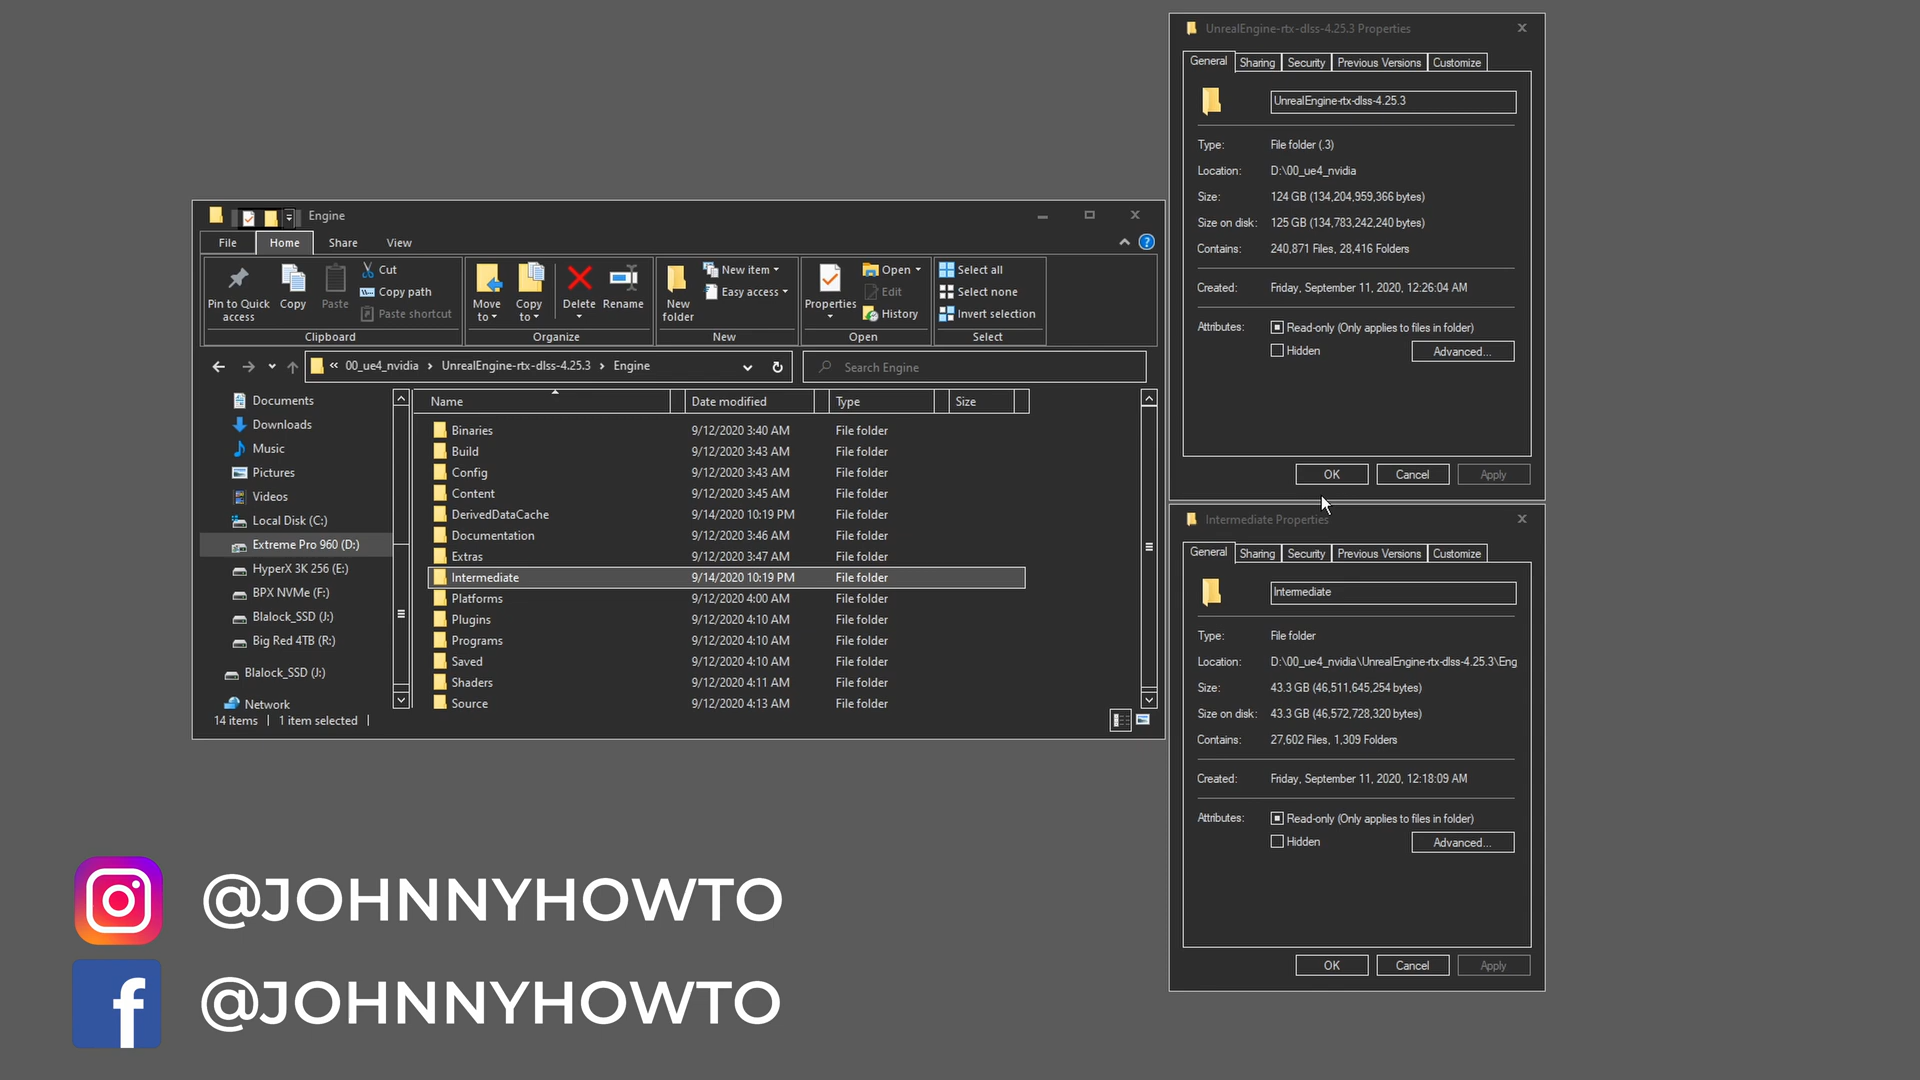 Engine
File
Home
Share
View
Pin to Quick access
Copy
Paste
Cut
Copy path
Paste shortcut
Clipboard
Move to
Copy to
Delete
Rename
Organize
New folder
New item
Easy access
New
Properties
Open
Edit
History
Open
Select all
Select none
Invert selection
Select
« 00_ue4_nvidia › UnrealEngine-rtx-dlss-4.25.3 › Engine
Search Engine
Documents
Downloads
Music
Pictures
Videos
Local Disk (C:)
Extreme Pro 960 (D:)
HyperX 3K 256 (E:)
BPX NVMe (F:)
Blalock_SSD (J:)
Big Red 4TB (R:)
Blalock_SSD (J:)
Network
Name Date modified Type Size
Binaries 9/12/2020 3:40 AM File folder
Build 9/12/2020 3:43 AM File folder
Config 9/12/2020 3:43 AM File folder
Content 9/12/2020 3:45 AM File folder
DerivedDataCache 9/14/2020 10:19 PM File folder
Documentation 9/12/2020 3:46 AM File folder
Extras 9/12/2020 3:47 AM File folder
Intermediate 9/14/2020 10:19 PM File folder
Platforms 9/12/2020 4:00 AM File folder
Plugins 9/12/2020 4:10 AM File folder
Programs 9/12/2020 4:10 AM File folder
Saved 9/12/2020 4:10 AM File folder
Shaders 9/12/2020 4:11 AM File folder
Source 9/12/2020 4:13 AM File folder
14 items 1 item selected
UnrealEngine-rtx-dlss-4.25.3 Properties
General Sharing Security Previous Versions Customize
UnrealEngine-rtx-dlss-4.25.3
Type: File folder (.3)
Location: D:\00_ue4_nvidia
Size: 124 GB (134,204,959,366 bytes)
Size on disk: 125 GB (134,783,242,240 bytes)
Contains: 240,871 Files, 28,416 Folders
Created: Friday, September 11, 2020, 12:26:04 AM
Attributes: Read-only (Only applies to files in folder)
Hidden Advanced...
OK Cancel Apply
Intermediate Properties
General Sharing Security Previous Versions Customize
Intermediate
Type: File folder
Location: D:\00_ue4_nvidia\UnrealEngine-rtx-dlss-4.25.3\Eng
Size: 43.3 GB (46,511,645,254 bytes)
Size on disk: 43.3 GB (46,572,728,320 bytes)
Contains: 27,602 Files, 1,309 Folders
Created: Friday, September 11, 2020, 12:18:09 AM
Attributes: Read-only (Only applies to files in folder)
Hidden Advanced...
OK Cancel Apply
@JOHNNYHOWTO
@JOHNNYHOWTO